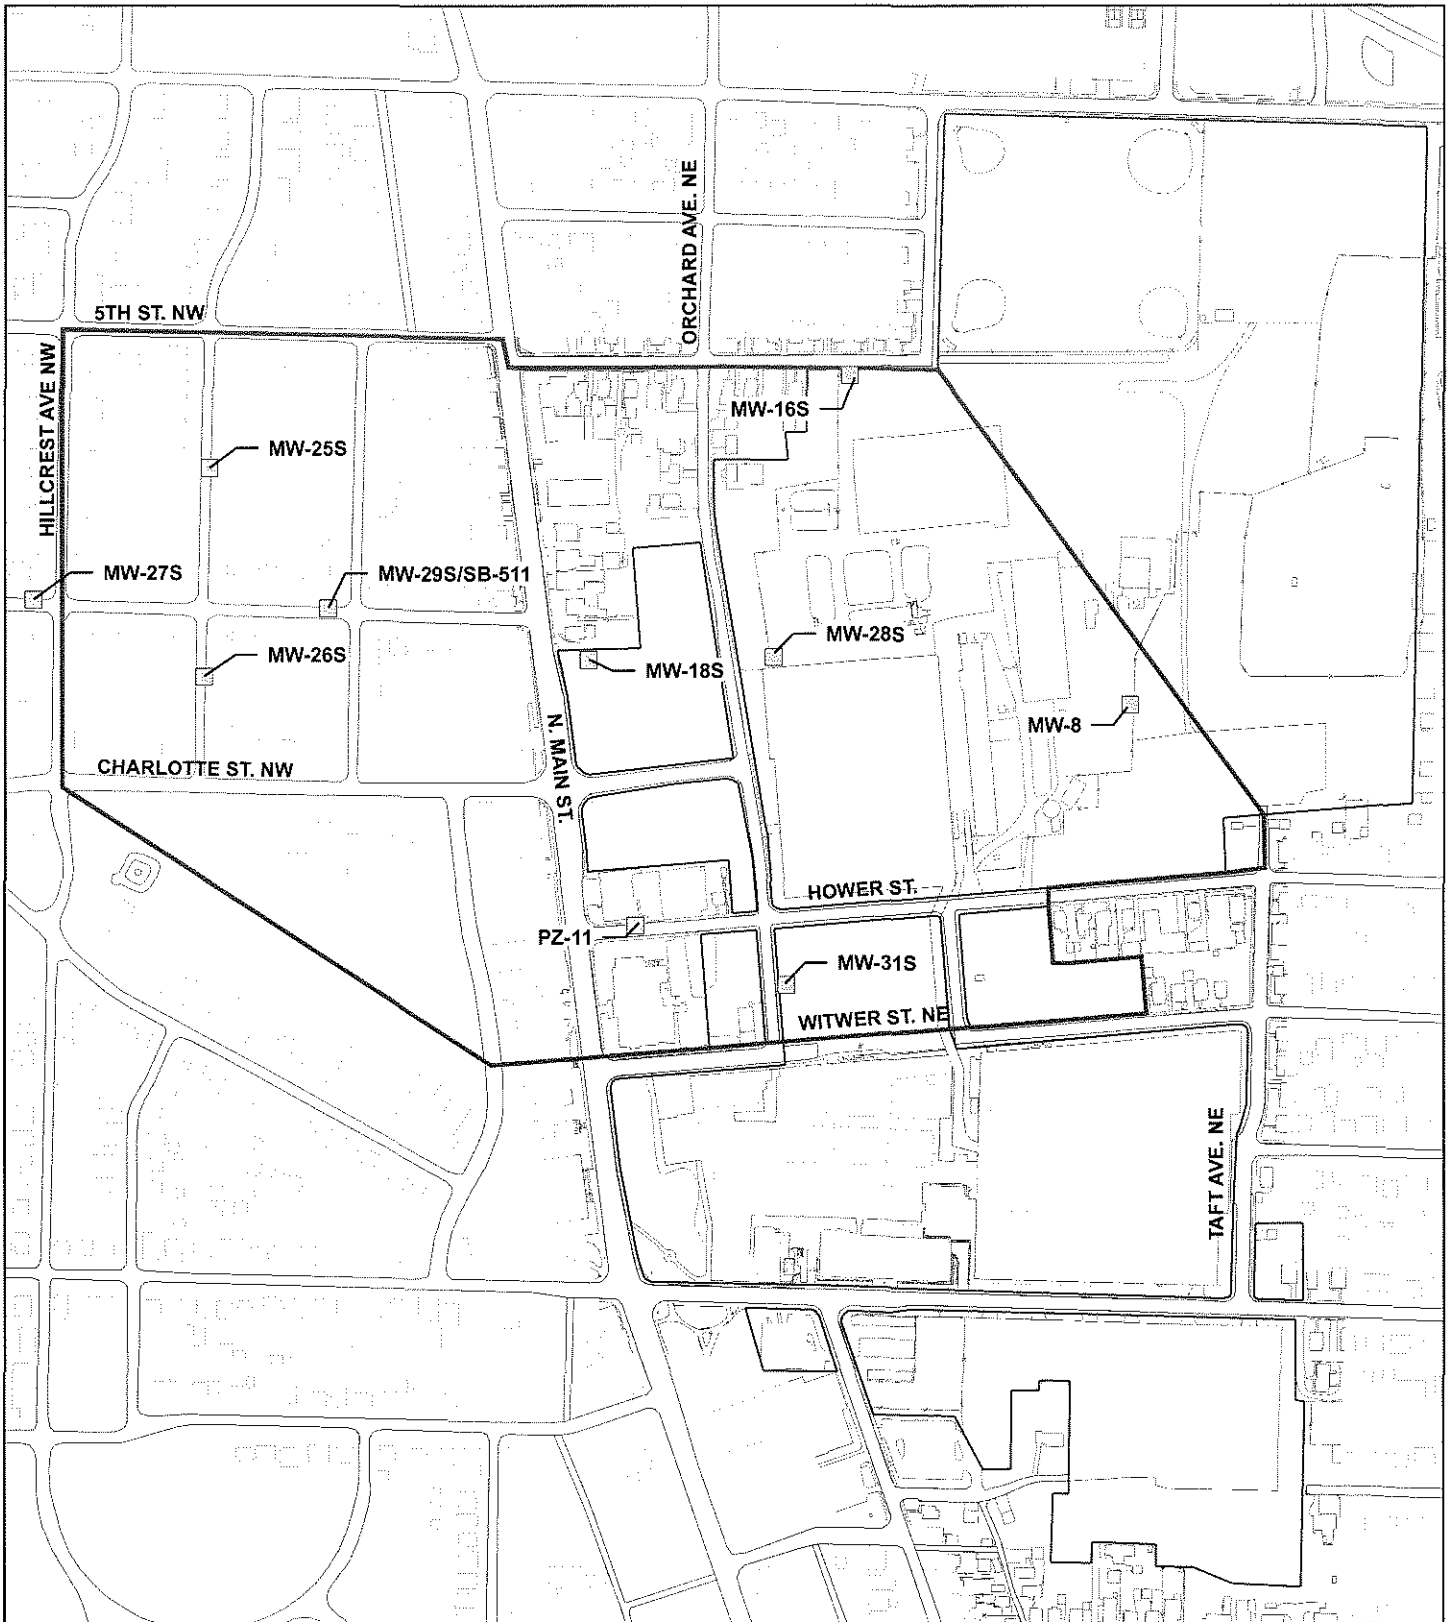 ORCHARD AVE. NE
5TH ST. NW
HILLCREST AVE NW
MW-16S
MW-25S
MW-27S
MW-29S/SB-511
MW-28S
MW-26S
MW-18S
MW-8
N. MAIN ST.
CHARLOTTE ST. NW
HOWER ST.
PZ-11
MW-31S
WITWER ST. NE
TAFT AVE. NE